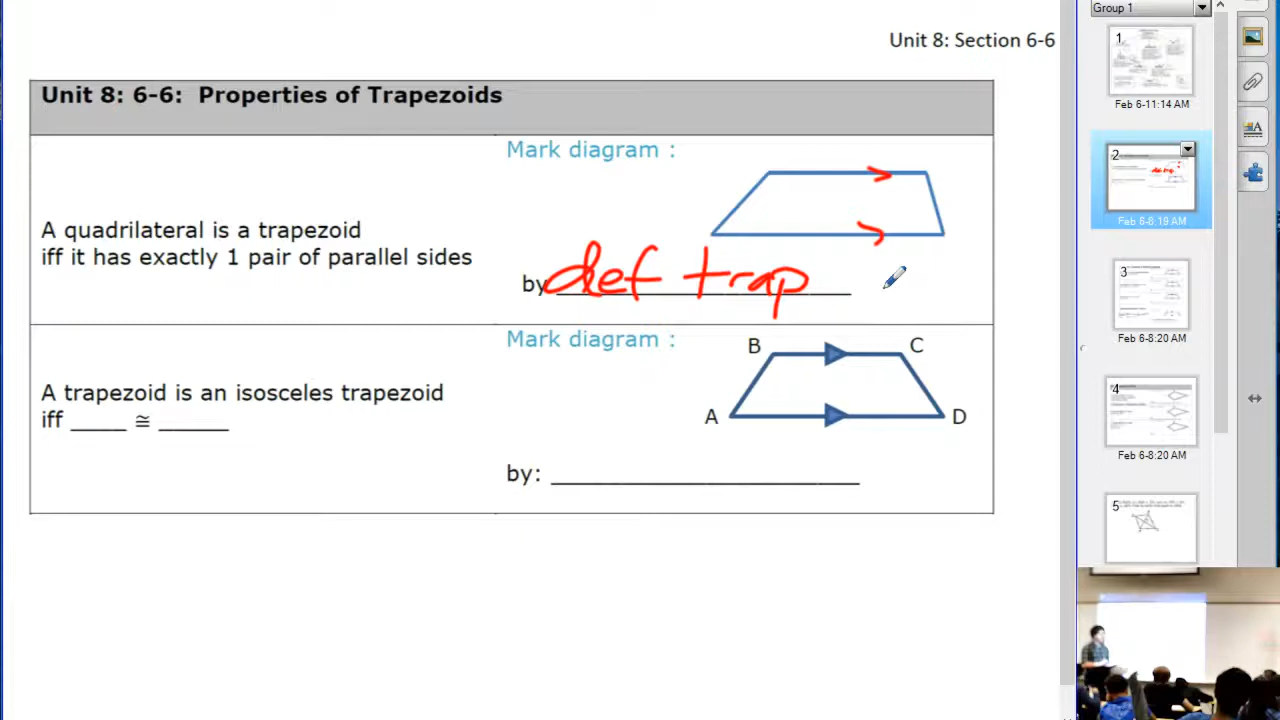 Unit 8: Section 6-6
Unit 8: 6-6: Properties of Trapezoids
Mark diagram :
A quadrilateral is a trapezoid
iff it has exactly 1 pair of parallel sides
by def trap
Mark diagram :
B C
A trapezoid is an isosceles trapezoid
iff ____ ≅ _____
A D
by: ______________________
Group 1
1
Feb 6-11:14 AM
2
Feb 6-8:19 AM
3
Feb 6-8:20 AM
4
Feb 6-8:20 AM
5